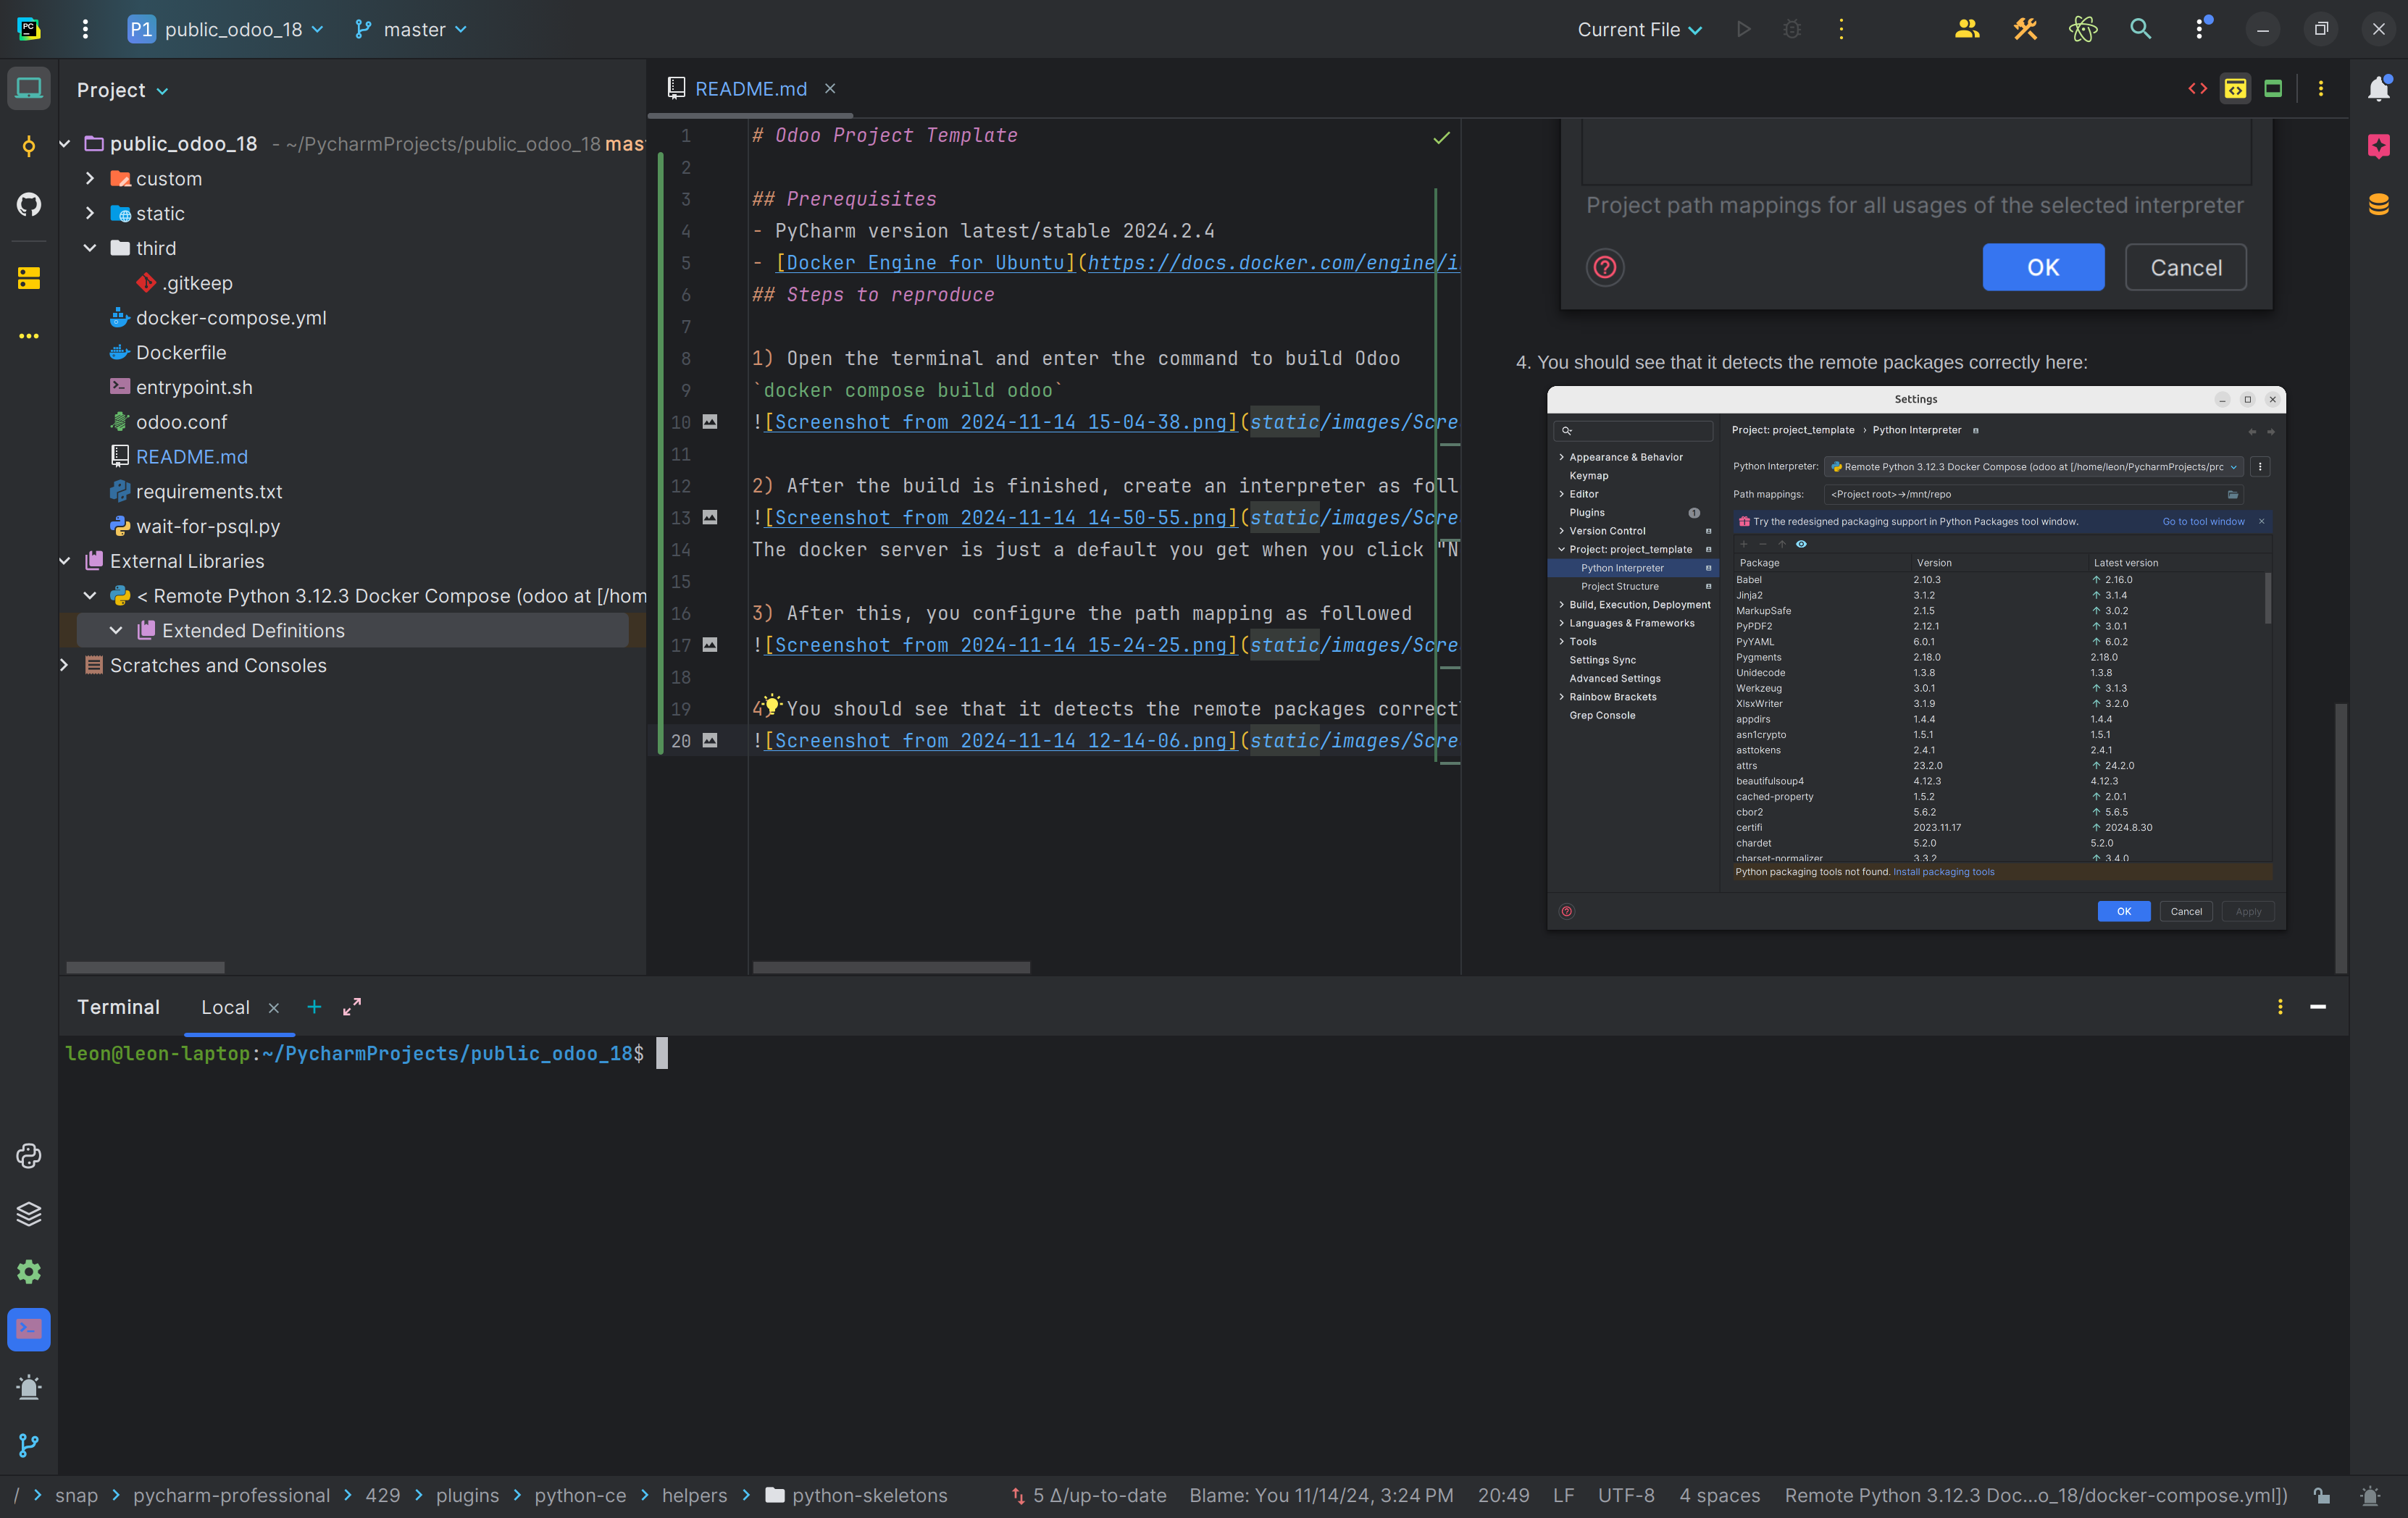 P1 public_odoo_18 master Current File
Project
README.md
public_odoo_18 - ~/PycharmProjects/public_odoo_18 mas
custom
static
third
.gitkeep
docker-compose.yml
Dockerfile
entrypoint.sh
odoo.conf
README.md
requirements.txt
wait-for-psql.py
External Libraries
< Remote Python 3.12.3 Docker Compose (odoo at [/hom
Extended Definitions
Scratches and Consoles
1 # Odoo Project Template
2
3 ## Prerequisites
4 - PyCharm version latest/stable 2024.2.4
5 - [Docker Engine for Ubuntu](https://docs.docker.com/engine/i
6 ## Steps to reproduce
7
8 1) Open the terminal and enter the command to build Odoo
9 `docker compose build odoo`
10 ![Screenshot from 2024-11-14 15-04-38.png](static/images/Scre
11
12 2) After the build is finished, create an interpreter as foll
13 ![Screenshot from 2024-11-14 14-50-55.png](static/images/Scre
14 The docker server is just a default you get when you click "N
15
16 3) After this, you configure the path mapping as followed
17 ![Screenshot from 2024-11-14 15-24-25.png](static/images/Scre
18
19 4) You should see that it detects the remote packages correctl
20 ![Screenshot from 2024-11-14 12-14-06.png](static/images/Scre
Project path mappings for all usages of the selected interpreter
OK Cancel
4. You should see that it detects the remote packages correctly here:
Settings
Appearance & Behavior
Keymap
Editor
Plugins 1
Version Control
Project: project_template
Python Interpreter
Project Structure
Build, Execution, Deployment
Languages & Frameworks
Tools
Settings Sync
Advanced Settings
Rainbow Brackets
Grep Console
Project: project_template › Python Interpreter
Python Interpreter: Remote Python 3.12.3 Docker Compose (odoo at [/home/leon/PycharmProjects/prc
Path mappings: <Project root>→/mnt/repo
Try the redesigned packaging support in Python Packages tool window. Go to tool window
Package Version Latest version
Babel 2.10.3 2.16.0
Jinja2 3.1.2 3.1.4
MarkupSafe 2.1.5 3.0.2
PyPDF2 2.12.1 3.0.1
PyYAML 6.0.1 6.0.2
Pygments 2.18.0 2.18.0
Unidecode 1.3.8 1.3.8
Werkzeug 3.0.1 3.1.3
XlsxWriter 3.1.9 3.2.0
appdirs 1.4.4 1.4.4
asn1crypto 1.5.1 1.5.1
asttokens 2.4.1 2.4.1
attrs 23.2.0 24.2.0
beautifulsoup4 4.12.3 4.12.3
cached-property 1.5.2 2.0.1
cbor2 5.6.2 5.6.5
certifi 2023.11.17 2024.8.30
chardet 5.2.0 5.2.0
charset-normalizer 3.3.2 3.4.0
Python packaging tools not found. Install packaging tools
OK Cancel Apply
Terminal Local
leon@leon-laptop:~/PycharmProjects/public_odoo_18$
/ › snap › pycharm-professional › 429 › plugins › python-ce › helpers › python-skeletons 5 Δ/up-to-date Blame: You 11/14/24, 3:24 PM 20:49 LF UTF-8 4 spaces Remote Python 3.12.3 Doc...o_18/docker-compose.yml])